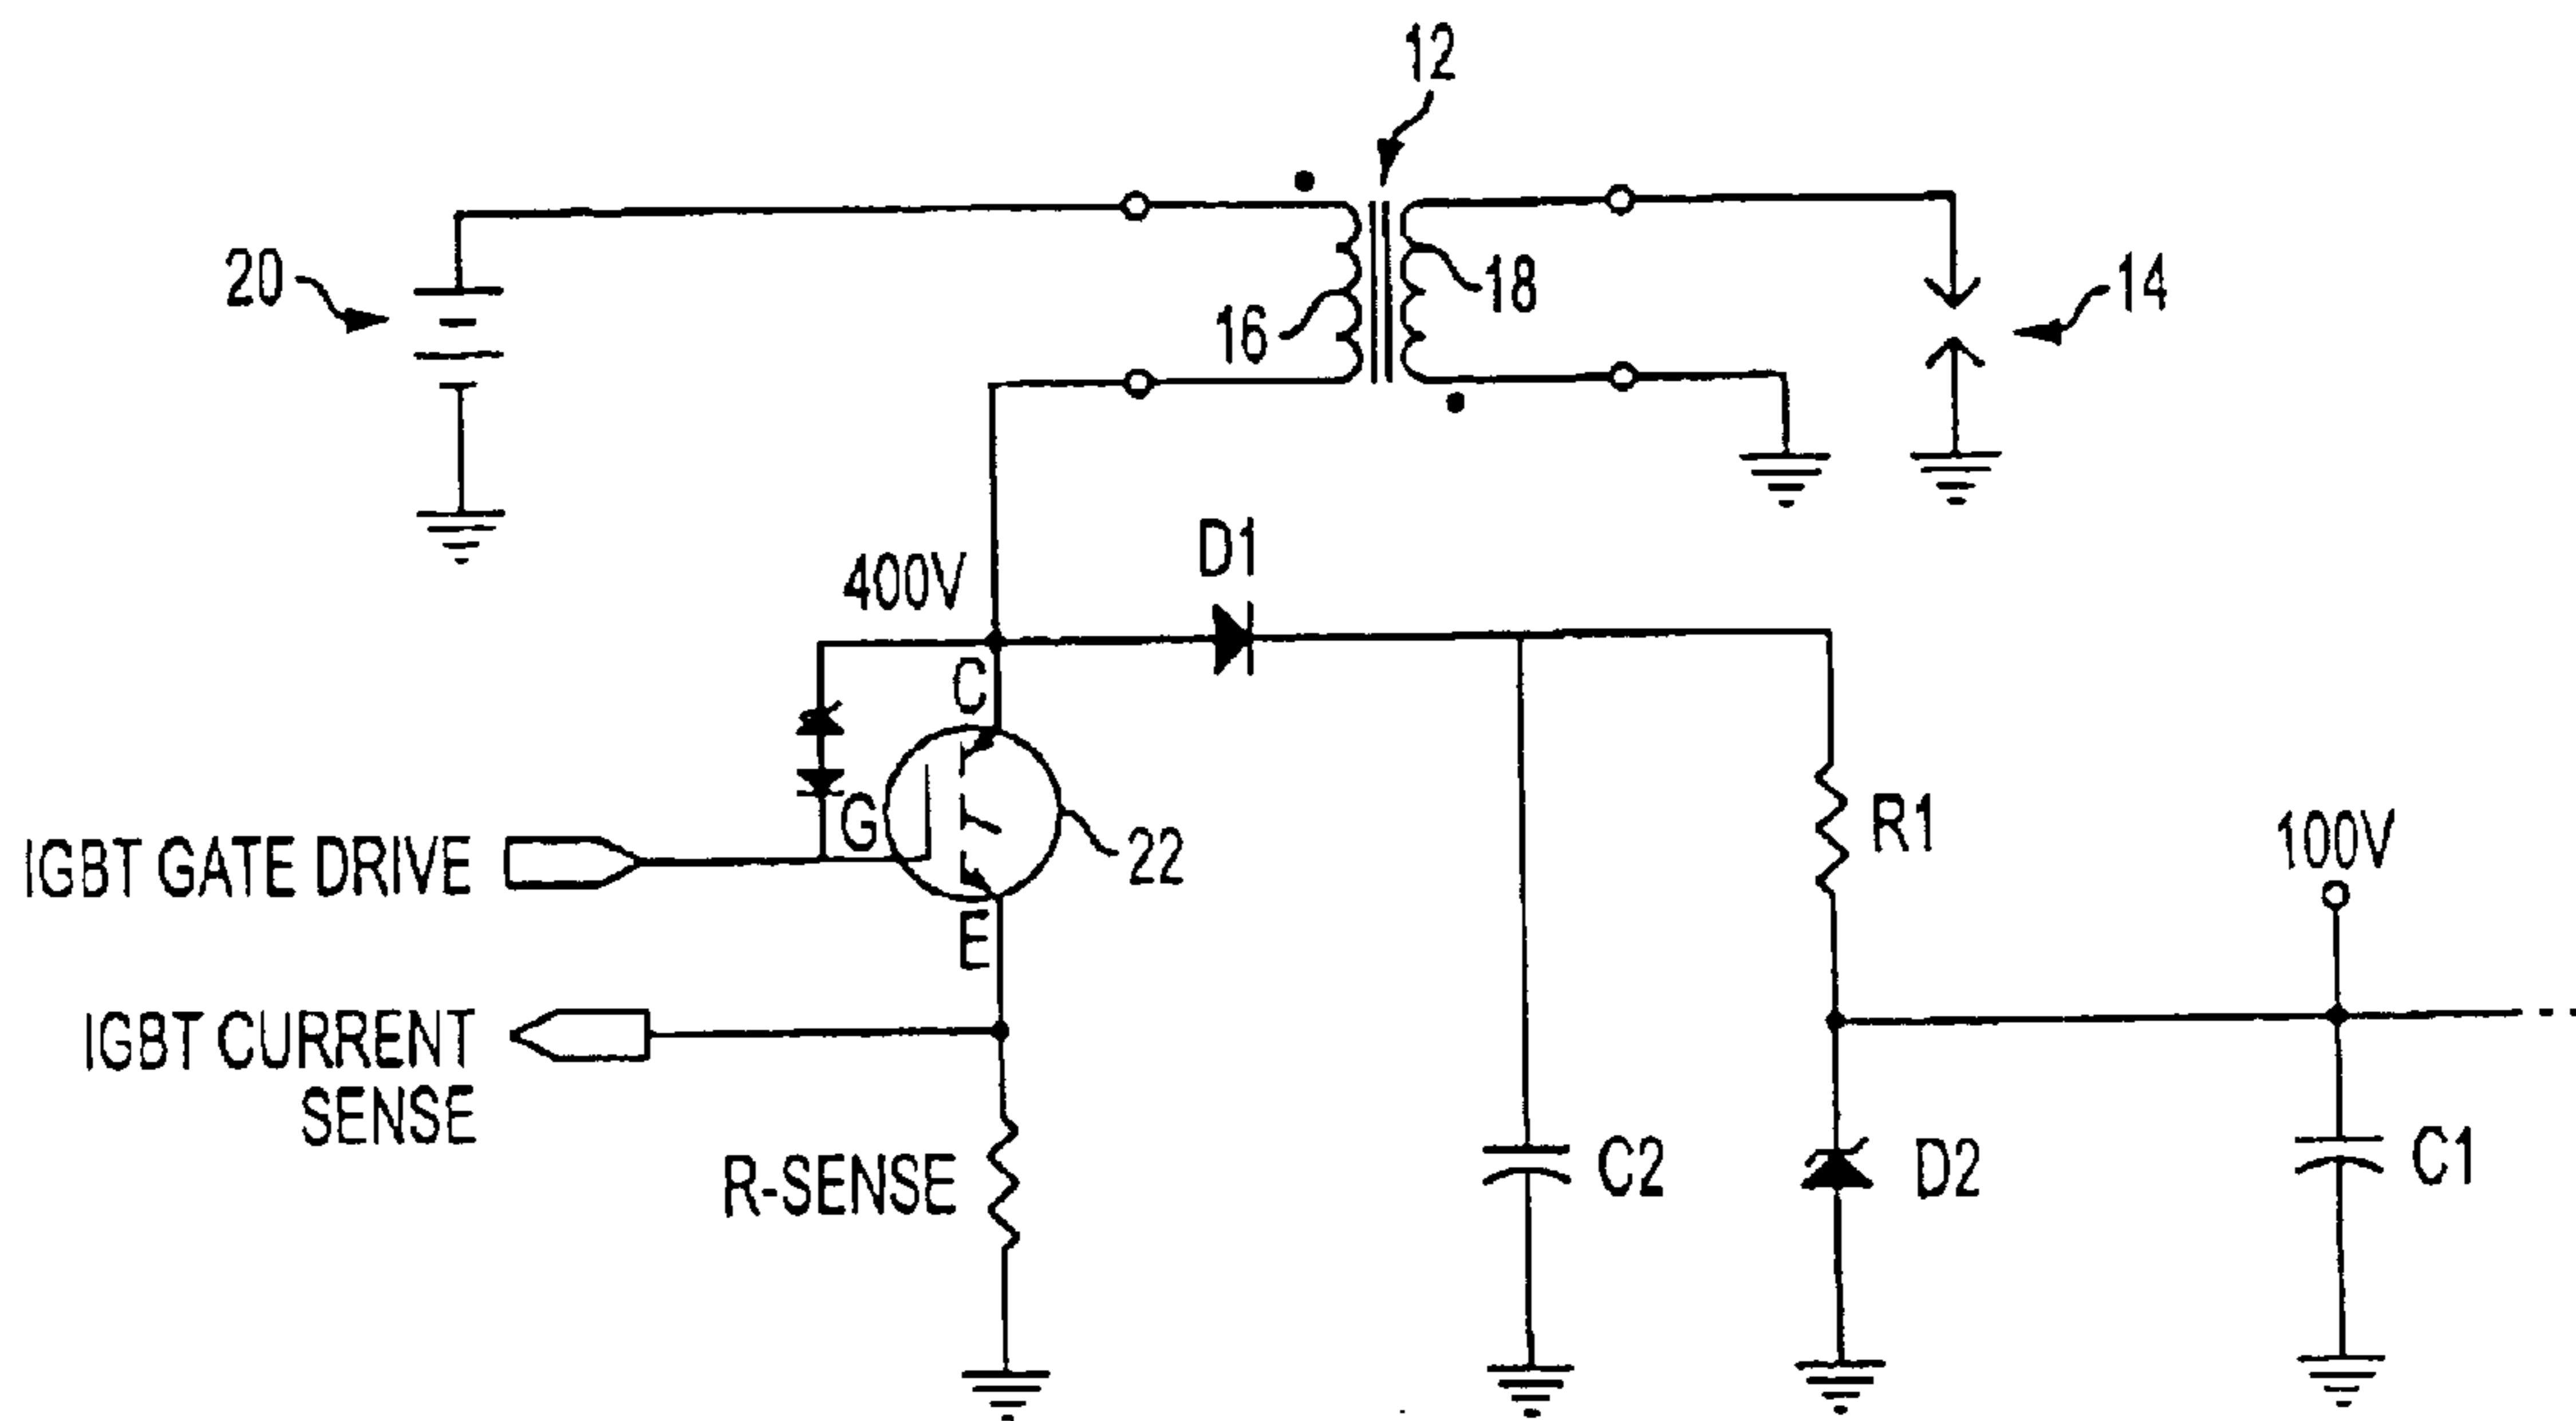 12
20
16
18
14
400V
D1
C
G
22
R1
100V
IGBT GATE DRIVE
E
IGBT CURRENT
SENSE
R-SENSE
C2
D2
C1